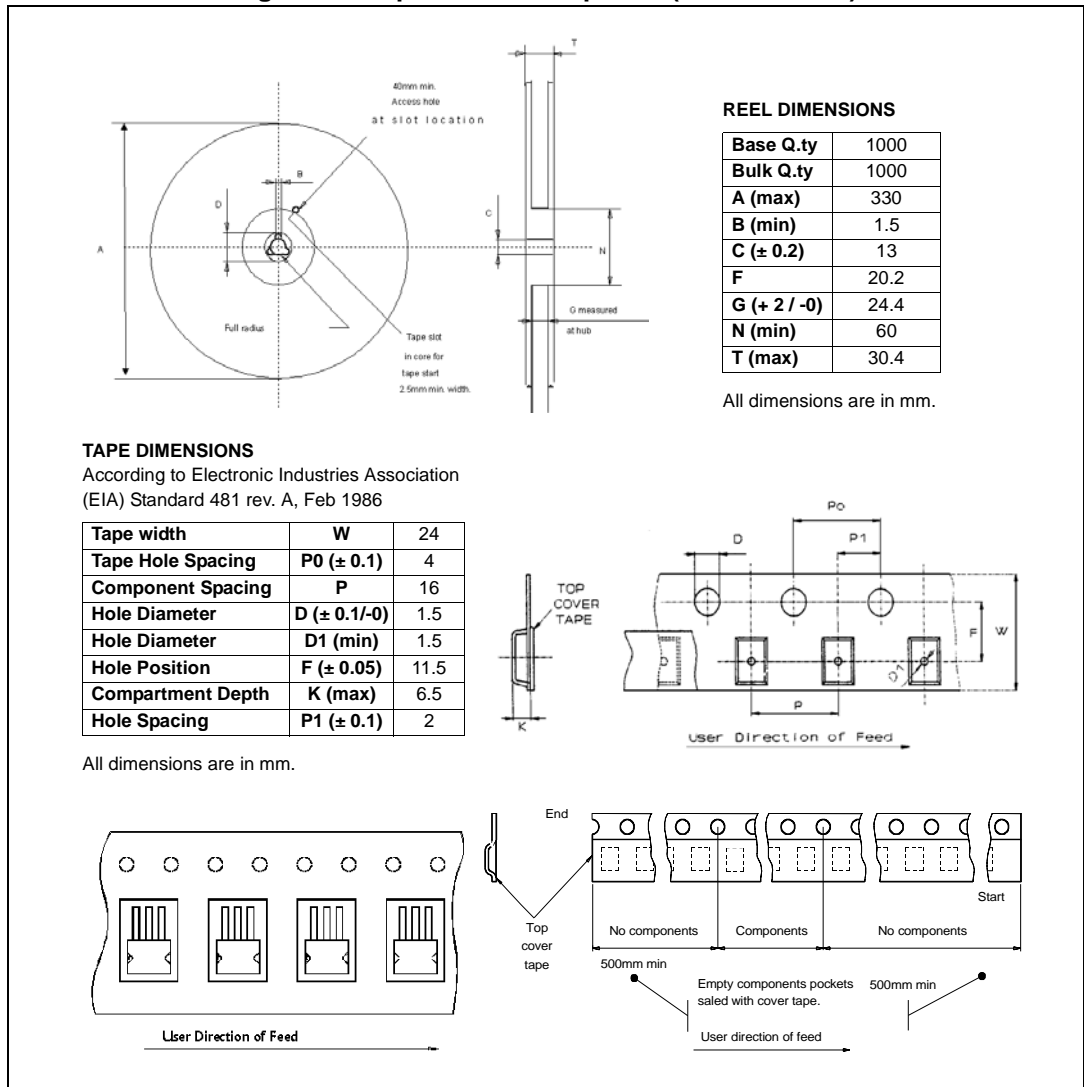 T
40mm min.
Access hole
at slot location
B
D
C
A
N
G measured
at hub
Full radius
Tape slot
in core for
tape start
2.5mm min. width.
REEL DIMENSIONS
Base Q.ty 1000
Bulk Q.ty 1000
A (max) 330
B (min) 1.5
C (± 0.2) 13
F 20.2
G (+ 2 / -0) 24.4
N (min) 60
T (max) 30.4
All dimensions are in mm.
TAPE DIMENSIONS
According to Electronic Industries Association
(EIA) Standard 481 rev. A, Feb 1986
Tape width W 24
Tape Hole Spacing P0 (± 0.1) 4
Component Spacing P 16
Hole Diameter D (± 0.1/-0) 1.5
Hole Diameter D1 (min) 1.5
Hole Position F (± 0.05) 11.5
Compartment Depth K (max) 6.5
Hole Spacing P1 (± 0.1) 2
All dimensions are in mm.
Po
D
P1
TOP
COVER
TAPE
F
W
D1
P
K
User Direction of Feed
User Direction of Feed
End
Start
Top
cover
tape
No components
Components
No components
500mm min
Empty components pockets
saled with cover tape.
500mm min
User direction of feed